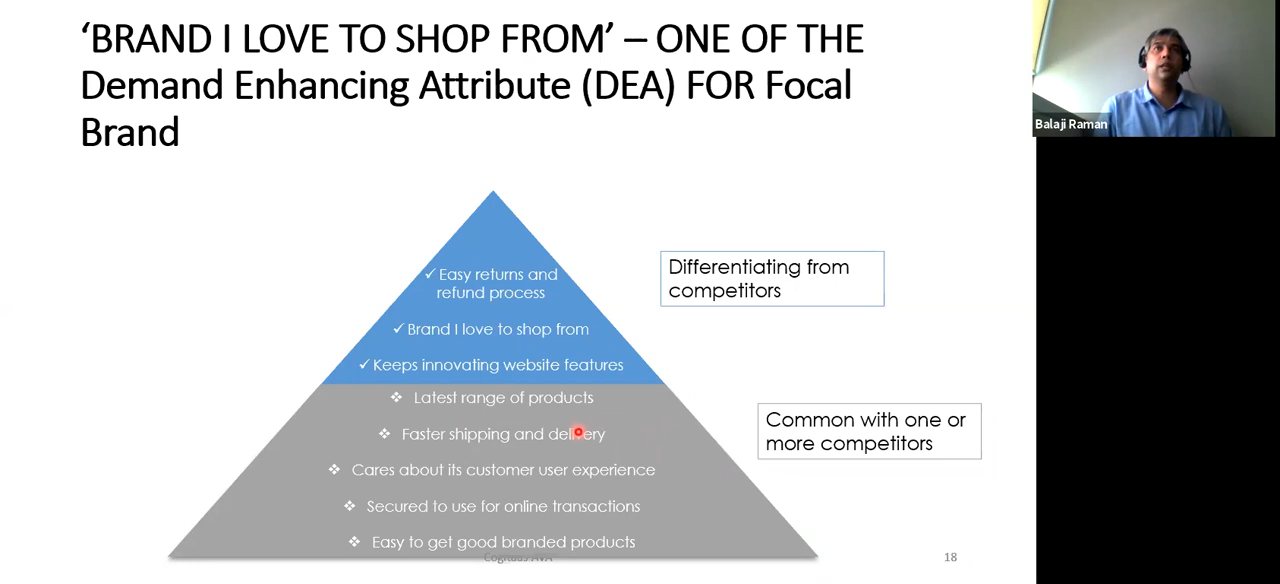 ‘BRAND I LOVE TO SHOP FROM’ – ONE OF THE
Demand Enhancing Attribute (DEA) FOR Focal
Brand
Balaji Raman
✓ Easy returns and
refund process
✓ Brand I love to shop from
✓ Keeps innovating website features
Differentiating from
competitors
❖ Latest range of products
❖ Faster shipping and delivery
❖ Cares about its customer user experience
❖ Secured to use for online transactions
❖ Easy to get good branded products
Common with one or
more competitors
18